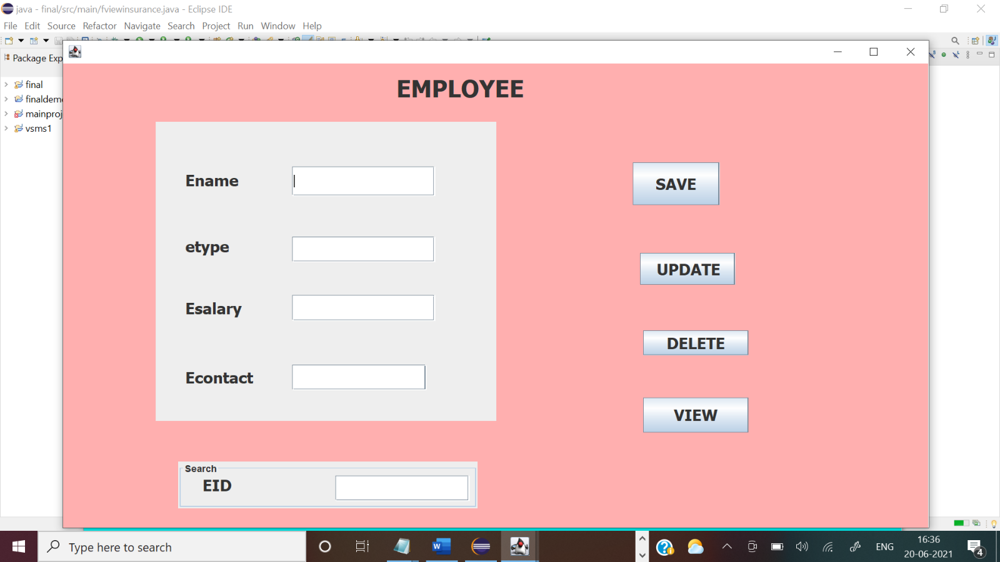 java - final/src/main/fviewinsurance.java - Eclipse IDE
File Edit Source Refactor Navigate Search Project Run Window Help
Package Exp
final
finaldem
mainproj
vsms1
EMPLOYEE
Ename
etype
Esalary
Econtact
SAVE
UPDATE
DELETE
VIEW
Search
EID
Type here to search
ENG
16:36
20-06-2021
4